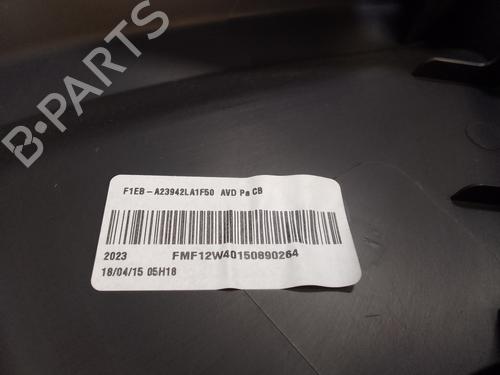 B-PARTS
F1EB-A23942LA1F50 AVD Pa CB
2023 FMF12W40150890264
18/04/15 05H18